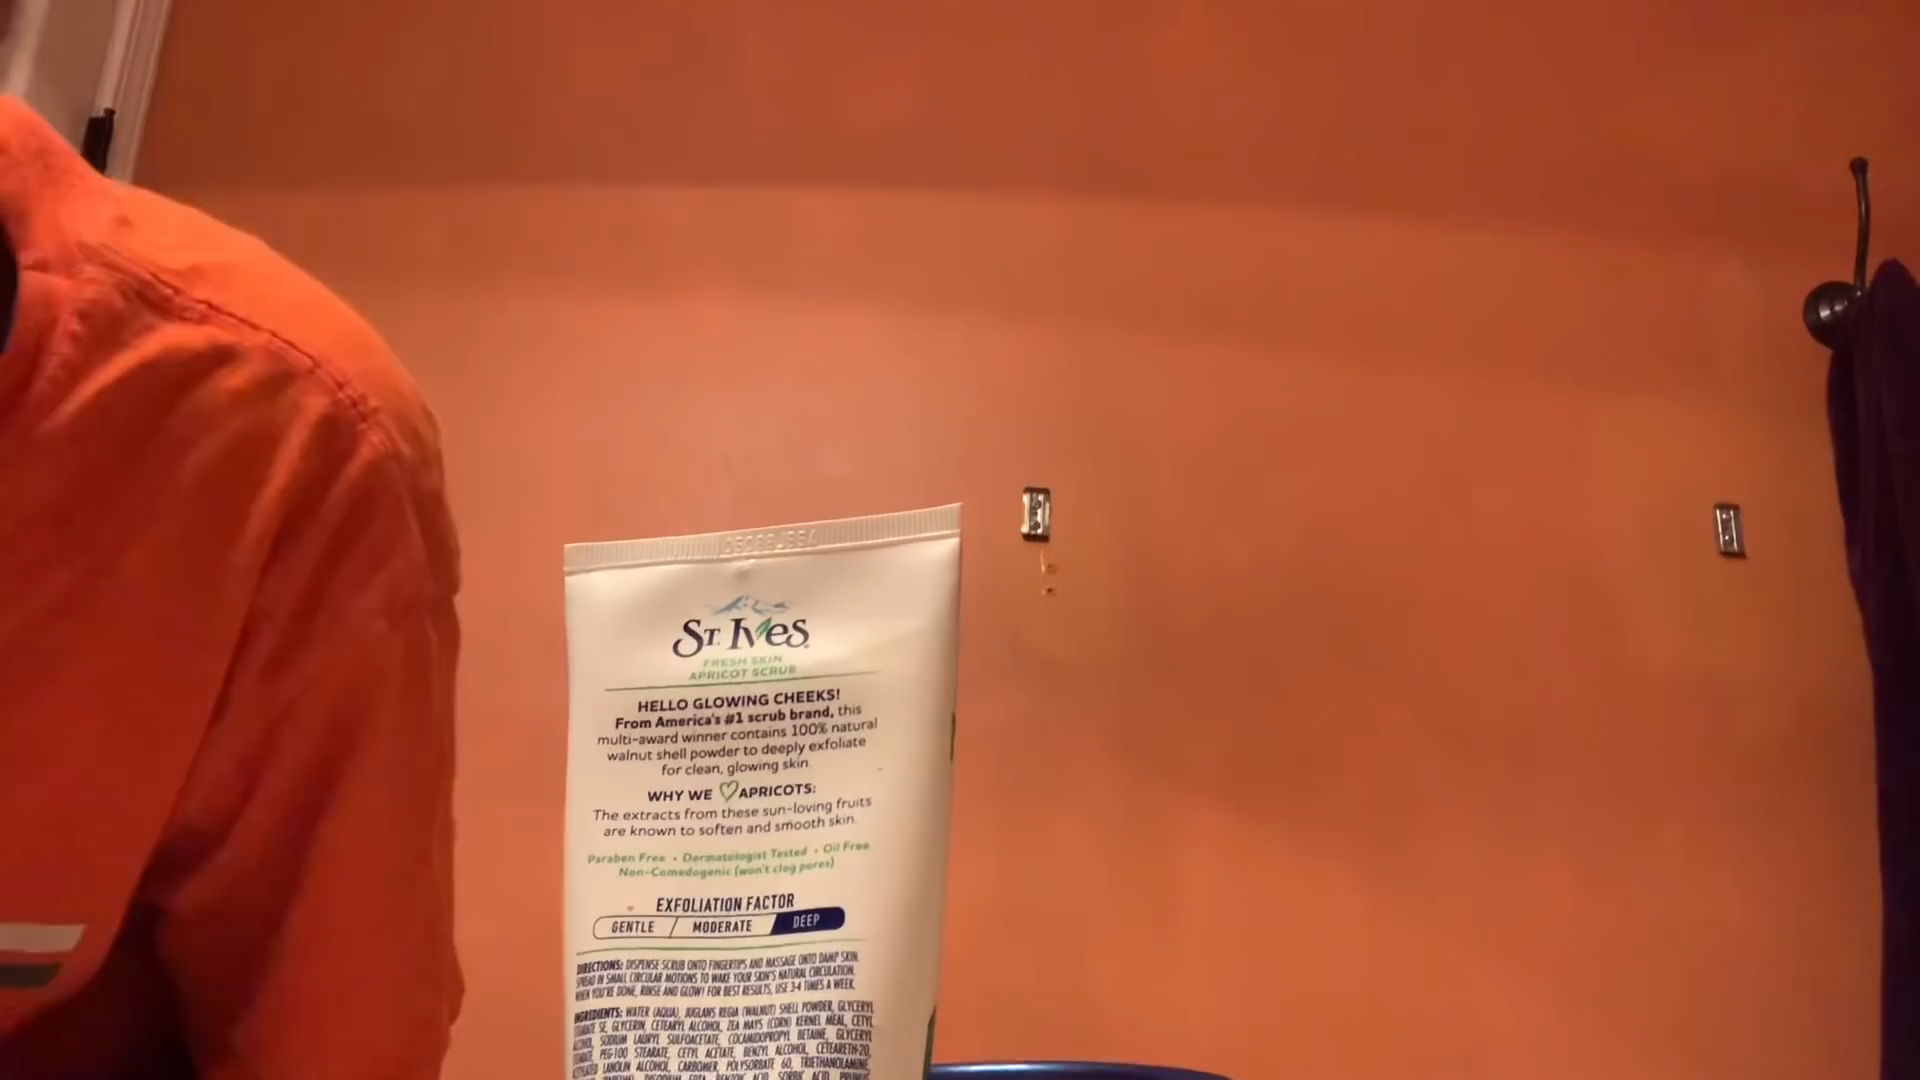 ST. IVES
FRESH SKIN
APRICOT SCRUB
HELLO GLOWING CHEEKS!
From America's #1 scrub brand, this
multi-award winner contains 100% natural
walnut shell powder to deeply exfoliate
for clean, glowing skin.
WHY WE APRICOTS:
The extracts from these sun-loving fruits
are known to soften and smooth skin.
Paraben Free • Dermatologist Tested • Oil Free
Non-Comedogenic (won't clog pores)
EXFOLIATION FACTOR
GENTLE MODERATE DEEP
DIRECTIONS: DISPENSE SCRUB ONTO FINGERTIPS AND MASSAGE ONTO DAMP SKIN.
SPREAD IN SMALL CIRCULAR MOTIONS TO WAKE YOUR SKIN'S NATURAL CIRCULATION.
WHEN YOU'RE DONE, RINSE AND GLOW! FOR BEST RESULTS, USE 3-4 TIMES A WEEK.
INGREDIENTS: WATER (AQUA), JUGLANS REGIA (WALNUT) SHELL POWDER, GLYCERYL
STEARATE SE, GLYCERIN, CETEARYL ALCOHOL, ZEA MAYS (CORN) KERNEL MEAL, CETYL
ALCOHOL, SODIUM LAURYL SULFOACETATE, COCAMIDOPROPYL BETAINE, GLYCERYL
STEARATE, PEG-100 STEARATE, CETYL ACETATE, BENZYL ALCOHOL, CETEARETH-20,
ACETYLATED LANOLIN ALCOHOL, CARBOMER, POLYSORBATE 60, TRIETHANOLAMINE,
DISODIUM EDTA, BENZOIC ACID, SORBIC ACID, PRUNUS